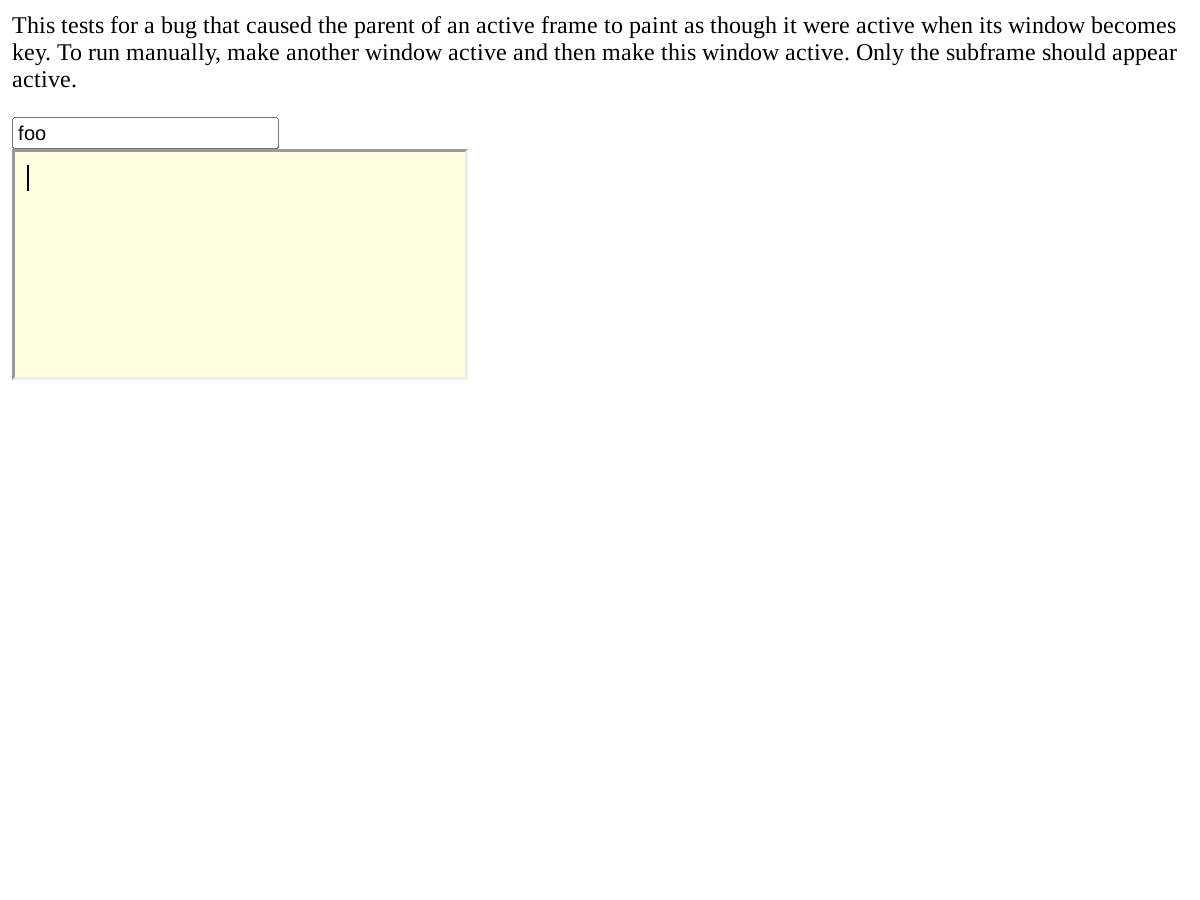 This tests for a bug that caused the parent of an active frame to paint as though it were active when its window becomes
key. To run manually, make another window active and then make this window active. Only the subframe should appear
active.
foo